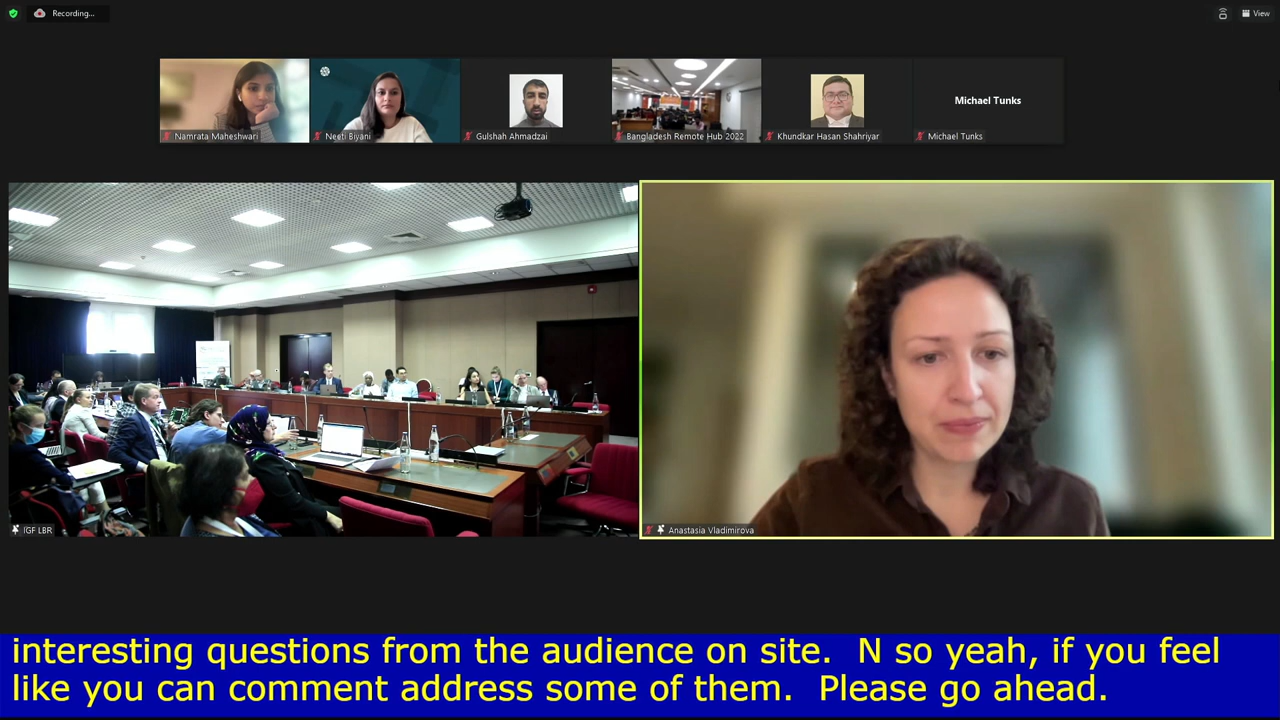 Recording...
View
Namrata Maheshwari
Neeti Biyani
Gulshah Ahmadzai
Bangladesh Remote Hub 2022
Khundkar Hasan Shahriyar
Michael Tunks
Michael Tunks
IGF LBR
Anastasia Vladimirova
interesting questions from the audience on site.  N so yeah, if you feel
like you can comment address some of them.  Please go ahead.